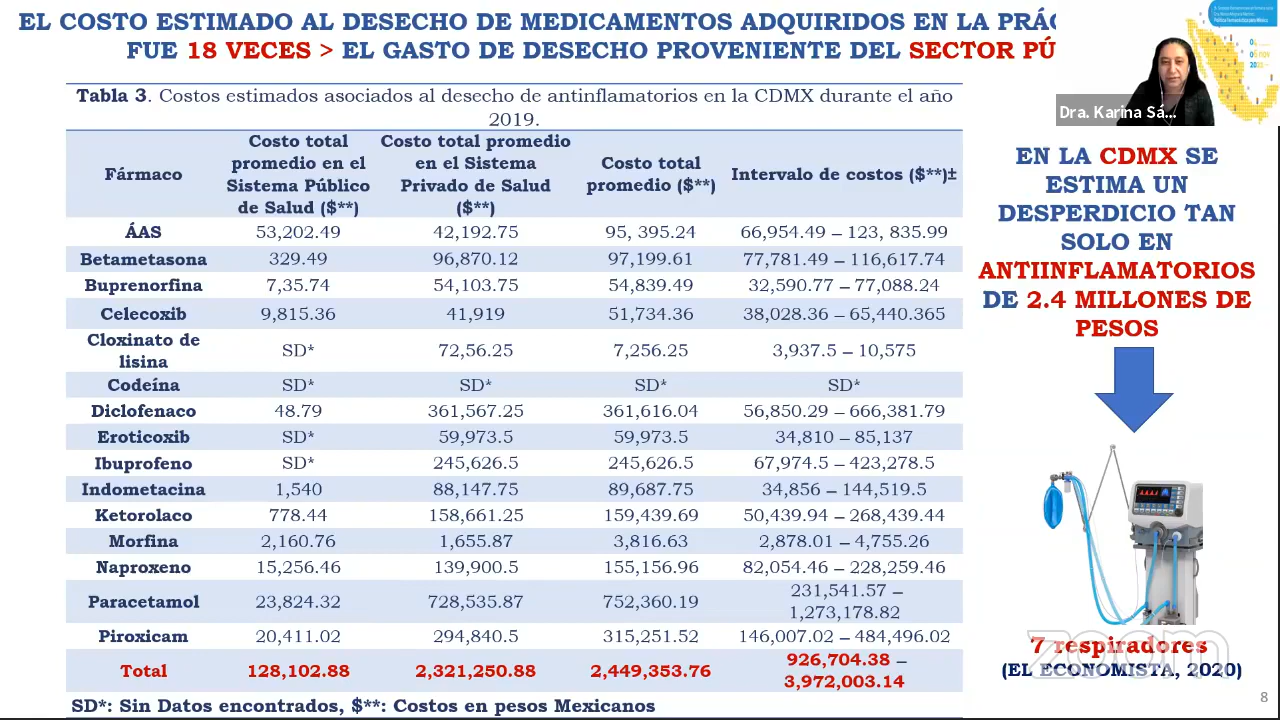 EL COSTO ESTIMADO AL DESECHO DE MEDICAMENTOS ADQUIRIDOS EN LA PRÁC
FUE 18 VECES > EL GASTO DE DESECHO PROVENIENTE DEL SECTOR PÚ
Tabla 3. Costos estimados asociados al desecho de antinflamatorios en la CDMX durante el año
2019.
Fármaco
Costo total
promedio en el
Sistema Público
de Salud ($**)
Costo total promedio
en el Sistema
Privado de Salud
($**)
Costo total
promedio ($**)
Intervalo de costos ($**)±
ÁAS 53,202.49 42,192.75 95, 395.24 66,954.49 – 123, 835.99
Betametasona 329.49 96,870.12 97,199.61 77,781.49 – 116,617.74
Buprenorfina 7,35.74 54,103.75 54,839.49 32,590.77 – 77,088.24
Celecoxib 9,815.36 41,919 51,734.36 38,028.36 – 65,440.365
Cloxinato de
lisina SD* 72,56.25 7,256.25 3,937.5 – 10,575
Codeína SD* SD* SD* SD*
Diclofenaco 48.79 361,567.25 361,616.04 56,850.29 – 666,381.79
Eroticoxib SD* 59,973.5 59,973.5 34,810 – 85,137
Ibuprofeno SD* 245,626.5 245,626.5 67,974.5 – 423,278.5
Indometacina 1,540 88,147.75 89,687.75 34,856 – 144,519.5
Ketorolaco 778.44 158,661.25 159,439.69 50,439.94 – 268,439.44
Morfina 2,160.76 1,655.87 3,816.63 2,878.01 – 4,755.26
Naproxeno 15,256.46 139,900.5 155,156.96 82,054.46 – 228,259.46
Paracetamol 23,824.32 728,535.87 752,360.19 231,541.57 –
1,273,178.82
Piroxicam 20,411.02 294,840.5 315,251.52 146,007.02 – 484,496.02
Total 128,102.88 2,321,250.88 2,449,353.76 926,704.38 –
3,972,003.14
SD*: Sin Datos encontrados, $**: Costos en pesos Mexicanos
Dra. Karina Sá...
EN LA CDMX SE
ESTIMA UN
DESPERDICIO TAN
SOLO EN
ANTIINFLAMATORIOS
DE 2.4 MILLONES DE
PESOS
7 respiradores
(EL ECONOMISTA, 2020)
zoom
8